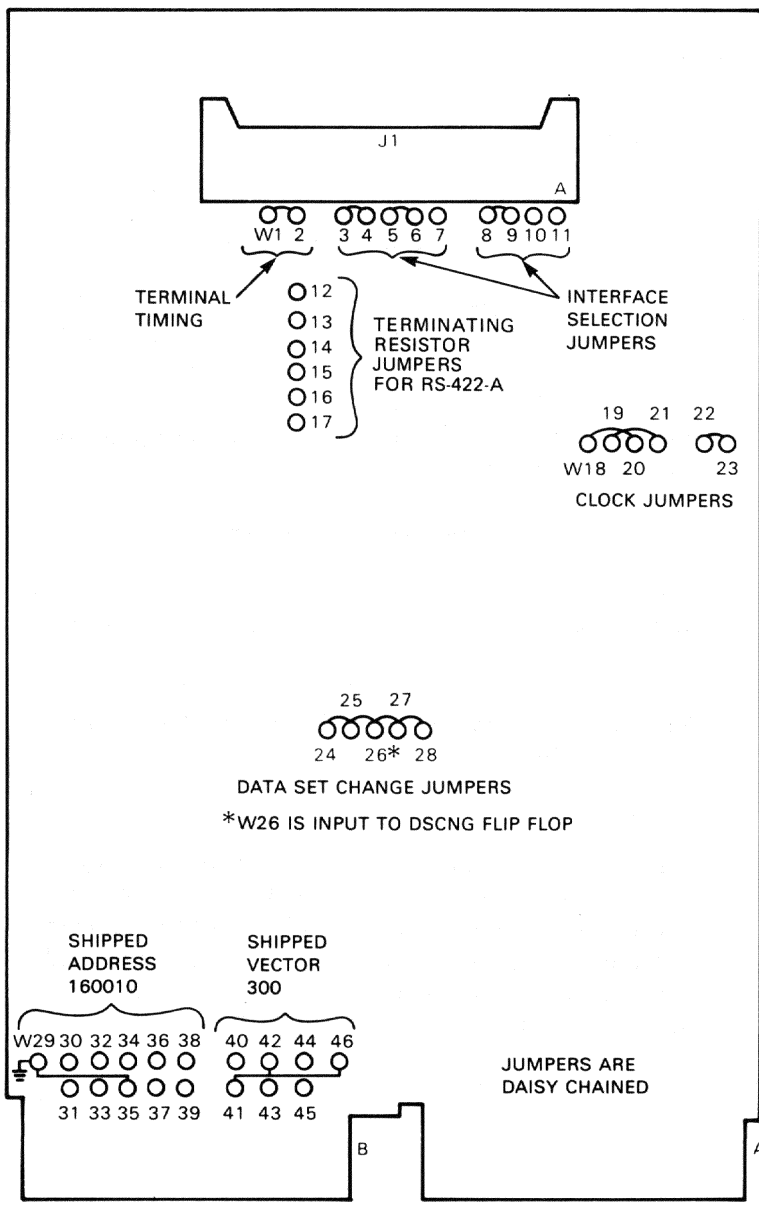 J1
A
W1 2 3 4 5 6 7 8 9 10 11
TERMINAL
TIMING
INTERFACE
SELECTION
JUMPERS
12
13
14
15
16
17
TERMINATING
RESISTOR
JUMPERS
FOR RS-422-A
19 21 22
W18 20 23
CLOCK JUMPERS
25 27
24 26* 28
DATA SET CHANGE JUMPERS
*W26 IS INPUT TO DSCNG FLIP FLOP
SHIPPED
ADDRESS
160010
SHIPPED
VECTOR
300
W29 30 32 34 36 38 40 42 44 46
31 33 35 37 39 41 43 45
JUMPERS ARE
DAISY CHAINED
B
A